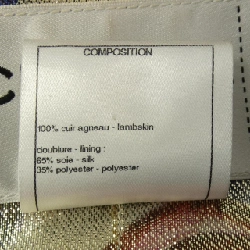 COMPOSITION
100% cuir agneau - lambskin
doublure - lining :
65% soie - silk
35% polyester - polyester